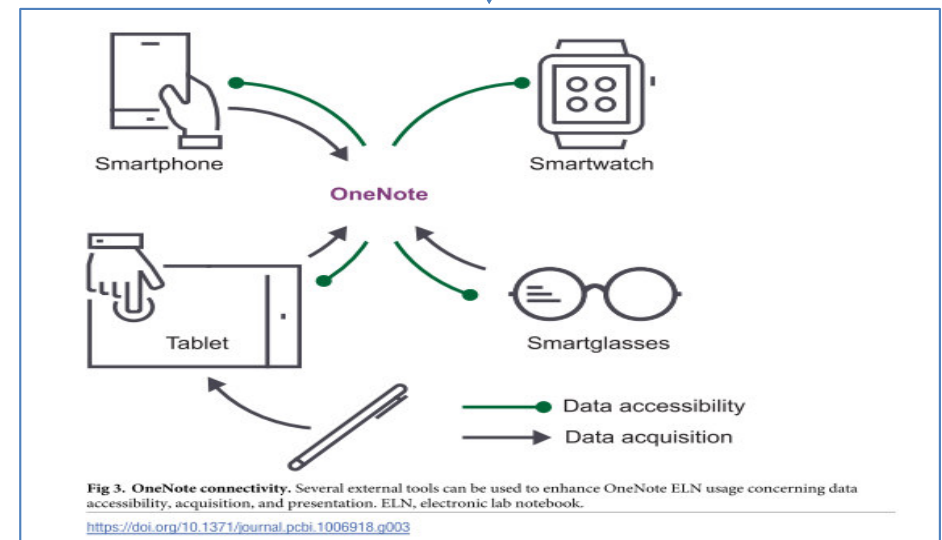 Smartphone
Smartwatch
OneNote
Tablet
Smartglasses
Data accessibility
Data acquisition
Fig 3. OneNote connectivity. Several external tools can be used to enhance OneNote ELN usage concerning data
accessibility, acquisition, and presentation. ELN, electronic lab notebook.
https://doi.org/10.1371/journal.pcbi.1006918.g003